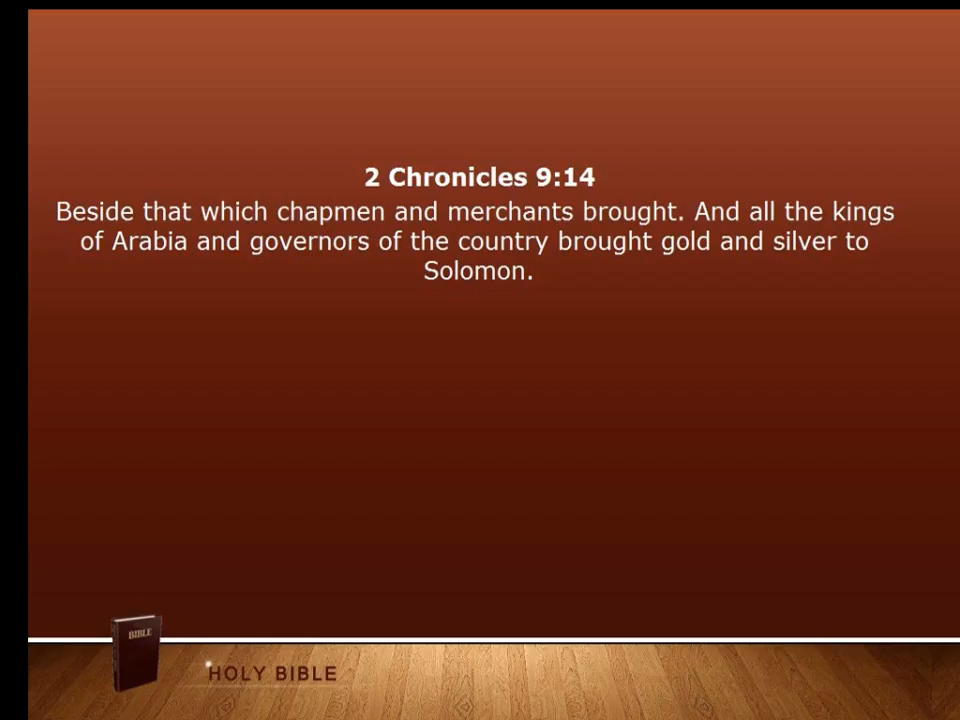 2 Chronicles 9:14
Beside that which chapmen and merchants brought. And all the kings
of Arabia and governors of the country brought gold and silver to
Solomon.
BIBLE
HOLY BIBLE